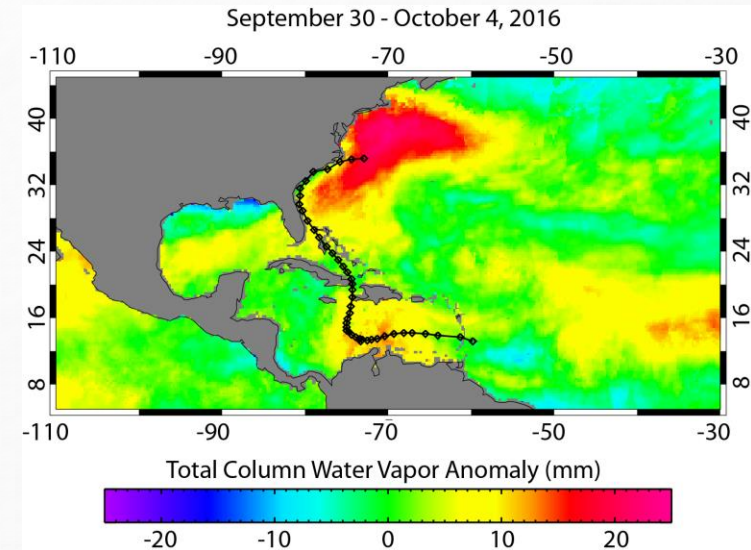 September 30 - October 4, 2016
-110 -90 -70 -50 -30
40 40
32 32
24 24
16 16
8 8
-110 -90 -70 -50 -30
Total Column Water Vapor Anomaly (mm)
-20 -10 0 10 20